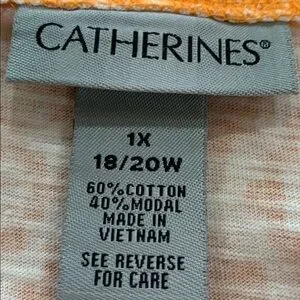 CATHERINES®
1X
18/20W
60%COTTON
40%MODAL
MADE IN
VIETNAM
SEE REVERSE
FOR CARE